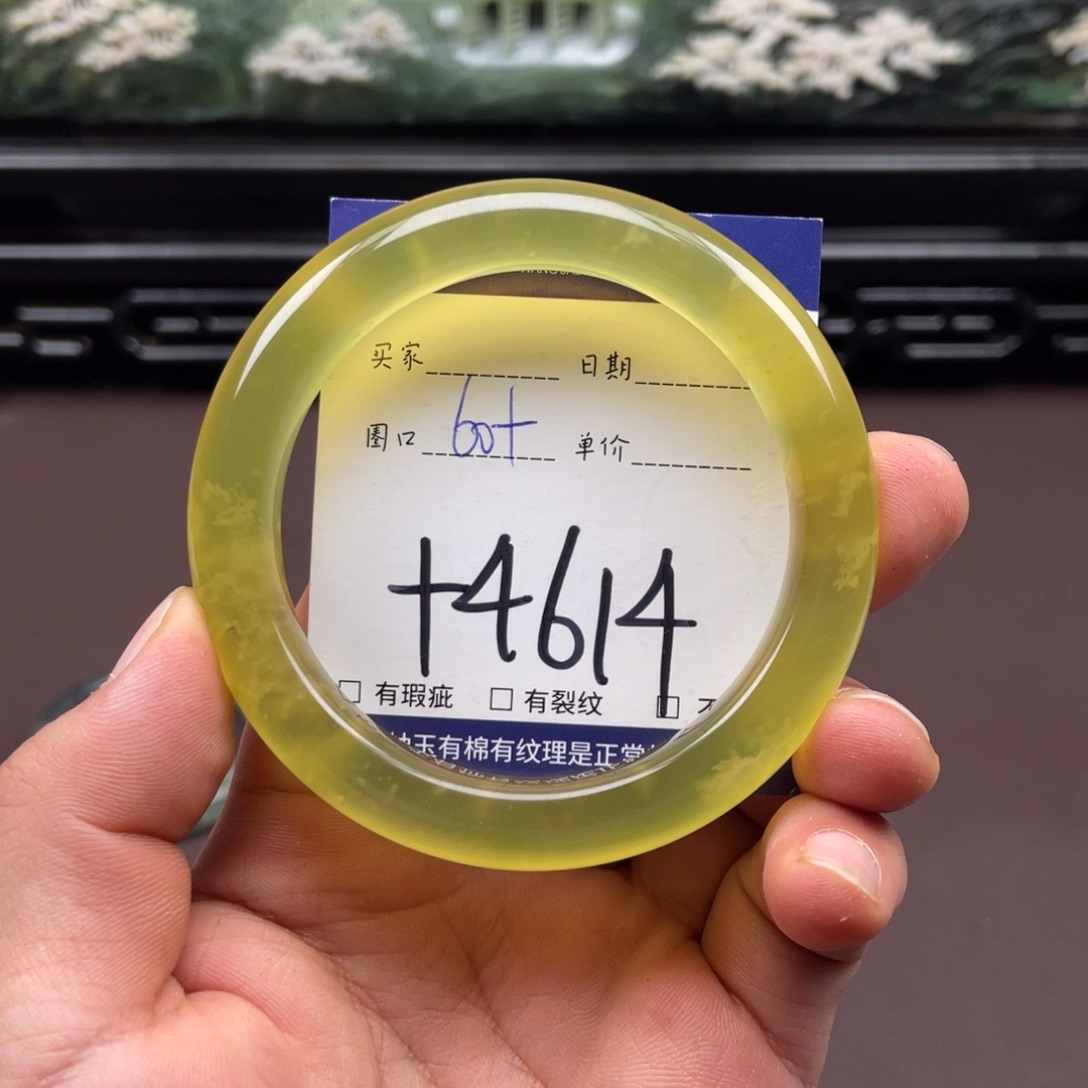 买家 日期
圈口 60+ 单价
+4614
□ 有瑕疵 □ 有裂纹 □
玉有棉有纹理是正常